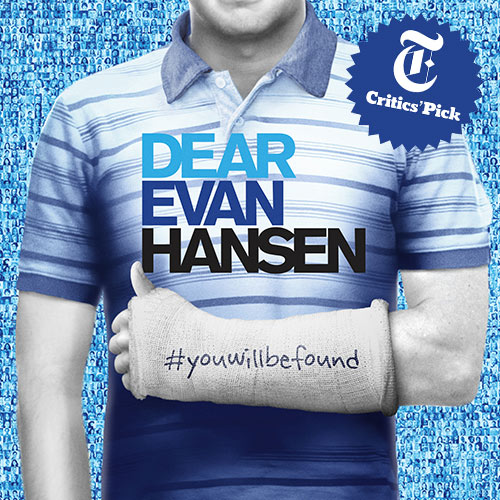 T
Critics' Pick
DEAR
EVAN
HANSEN
#youwillbefound